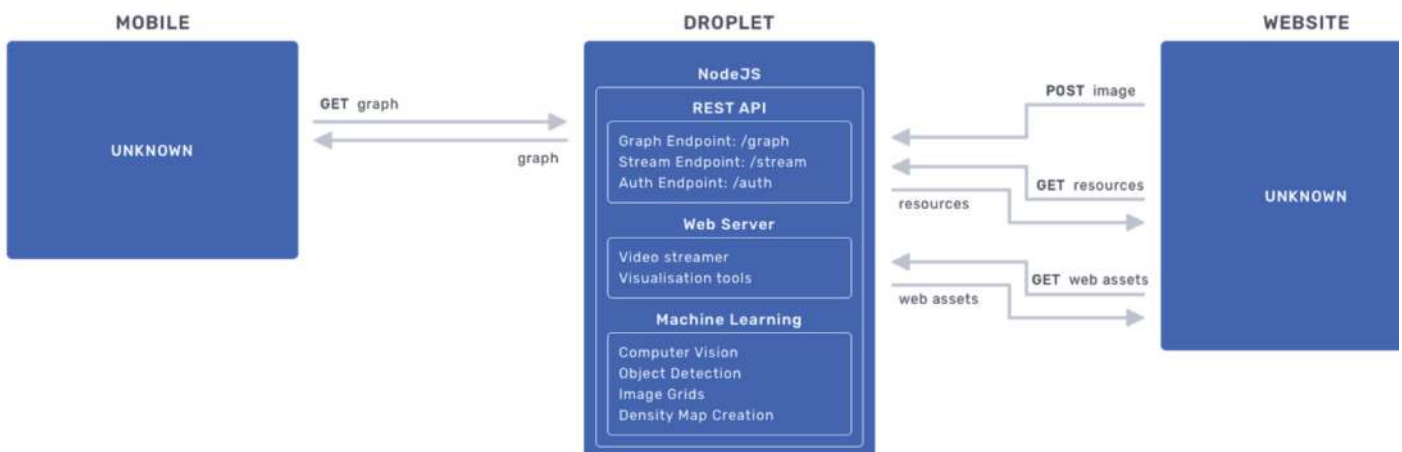 MOBILE
UNKNOWN
GET graph
graph
DROPLET
NodeJS
REST API
Graph Endpoint: /graph
Stream Endpoint: /stream
Auth Endpoint: /auth
Web Server
Video streamer
Visualisation tools
Machine Learning
Computer Vision
Object Detection
Image Grids
Density Map Creation
WEBSITE
POST image
GET resources
resources
GET web assets
web assets
UNKNOWN